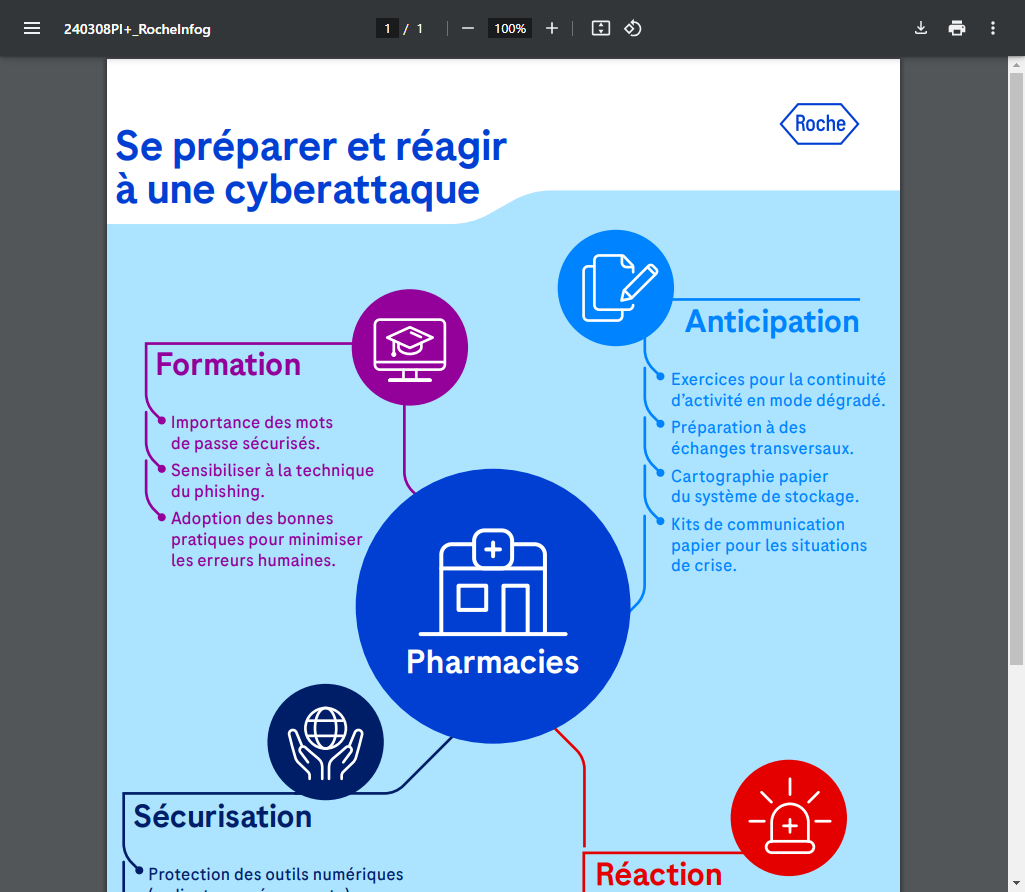 240308PI+_RocheInfog
1 / 1
100%
Roche
Se préparer et réagir
à une cyberattaque
Formation
Importance des mots
de passe sécurisés.
Sensibiliser à la technique
du phishing.
Adoption des bonnes
pratiques pour minimiser
les erreurs humaines.
Anticipation
Exercices pour la continuité
d'activité en mode dégradé.
Préparation à des
échanges transversaux.
Cartographie papier
du système de stockage.
Kits de communication
papier pour les situations
de crise.
Pharmacies
Sécurisation
Protection des outils numériques
Réaction